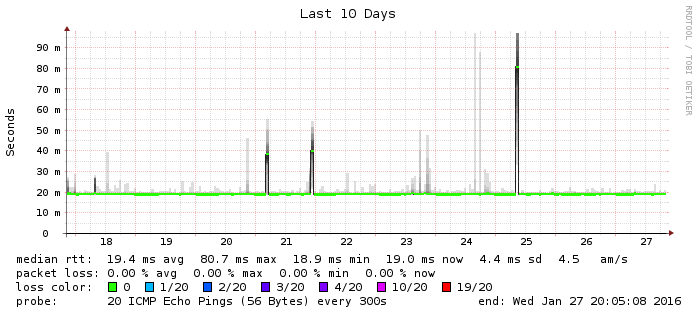 Last 10 Days
RRDTOOL / TOBI OETIKER
Seconds
90 m
80 m
70 m
60 m
50 m
40 m
30 m
20 m
10 m
0
18 19 20 21 22 23 24 25 26 27
median rtt: 19.4 ms avg 80.7 ms max 18.9 ms min 19.0 ms now 4.4 ms sd 4.5 am/s
packet loss: 0.00 % avg 0.00 % max 0.00 % min 0.00 % now
loss color: 0 1/20 2/20 3/20 4/20 10/20 19/20
probe: 20 ICMP Echo Pings (56 Bytes) every 300s end: Wed Jan 27 20:05:08 2016